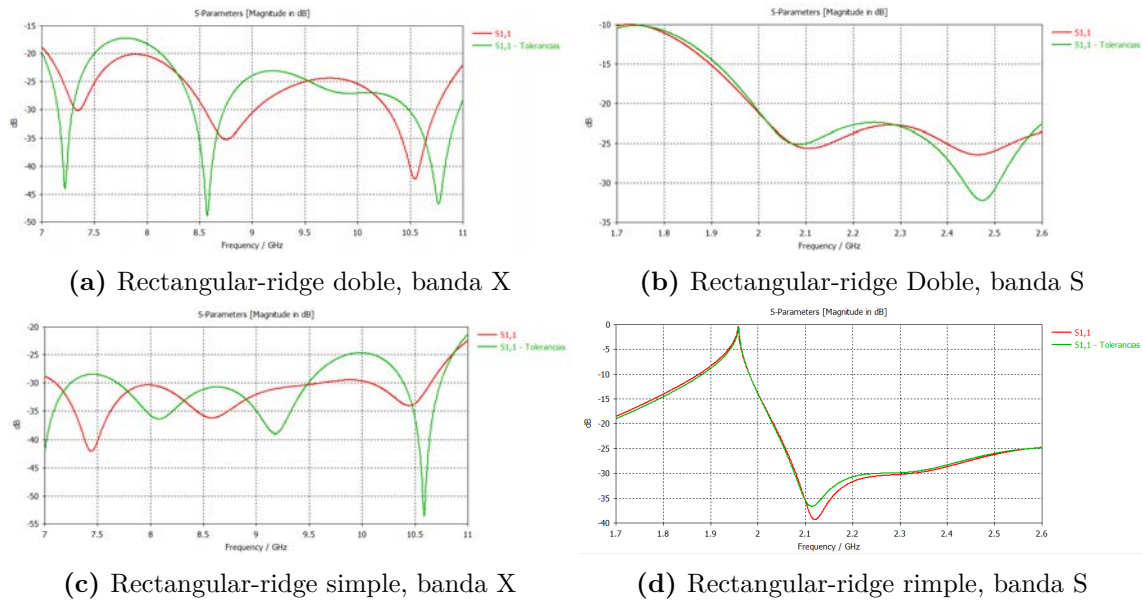 S-Parameters [Magnitude in dB]
-15
-20
-25
-30
-35
-40
-45
-50
dB
7 7.5 8 8.5 9 9.5 10 10.5 11
Frequency / GHz
S1,1
S1,1 - Tolerancias
(a) Rectangular-ridge doble, banda X
S-Parameters [Magnitude in dB]
-10
-15
-20
-25
-30
-35
dB
1.7 1.8 1.9 2 2.1 2.2 2.3 2.4 2.5 2.6
Frequency / GHz
S1,1
S1,1 - Tolerancias
(b) Rectangular-ridge Doble, banda S
S-Parameters [Magnitude in dB]
-20
-25
-30
-35
-40
-45
-50
-55
dB
7 7.5 8 8.5 9 9.5 10 10.5 11
Frequency / GHz
S1,1
S1,1 - Tolerancias
(c) Rectangular-ridge simple, banda X
S-Parameters [Magnitude in dB]
0
-5
-10
-15
-20
-25
-30
-35
-40
dB
1.7 1.8 1.9 2 2.1 2.2 2.3 2.4 2.5 2.6
Frequency / GHz
S1,1
S1,1 - Tolerancias
(d) Rectangular-ridge rimple, banda S